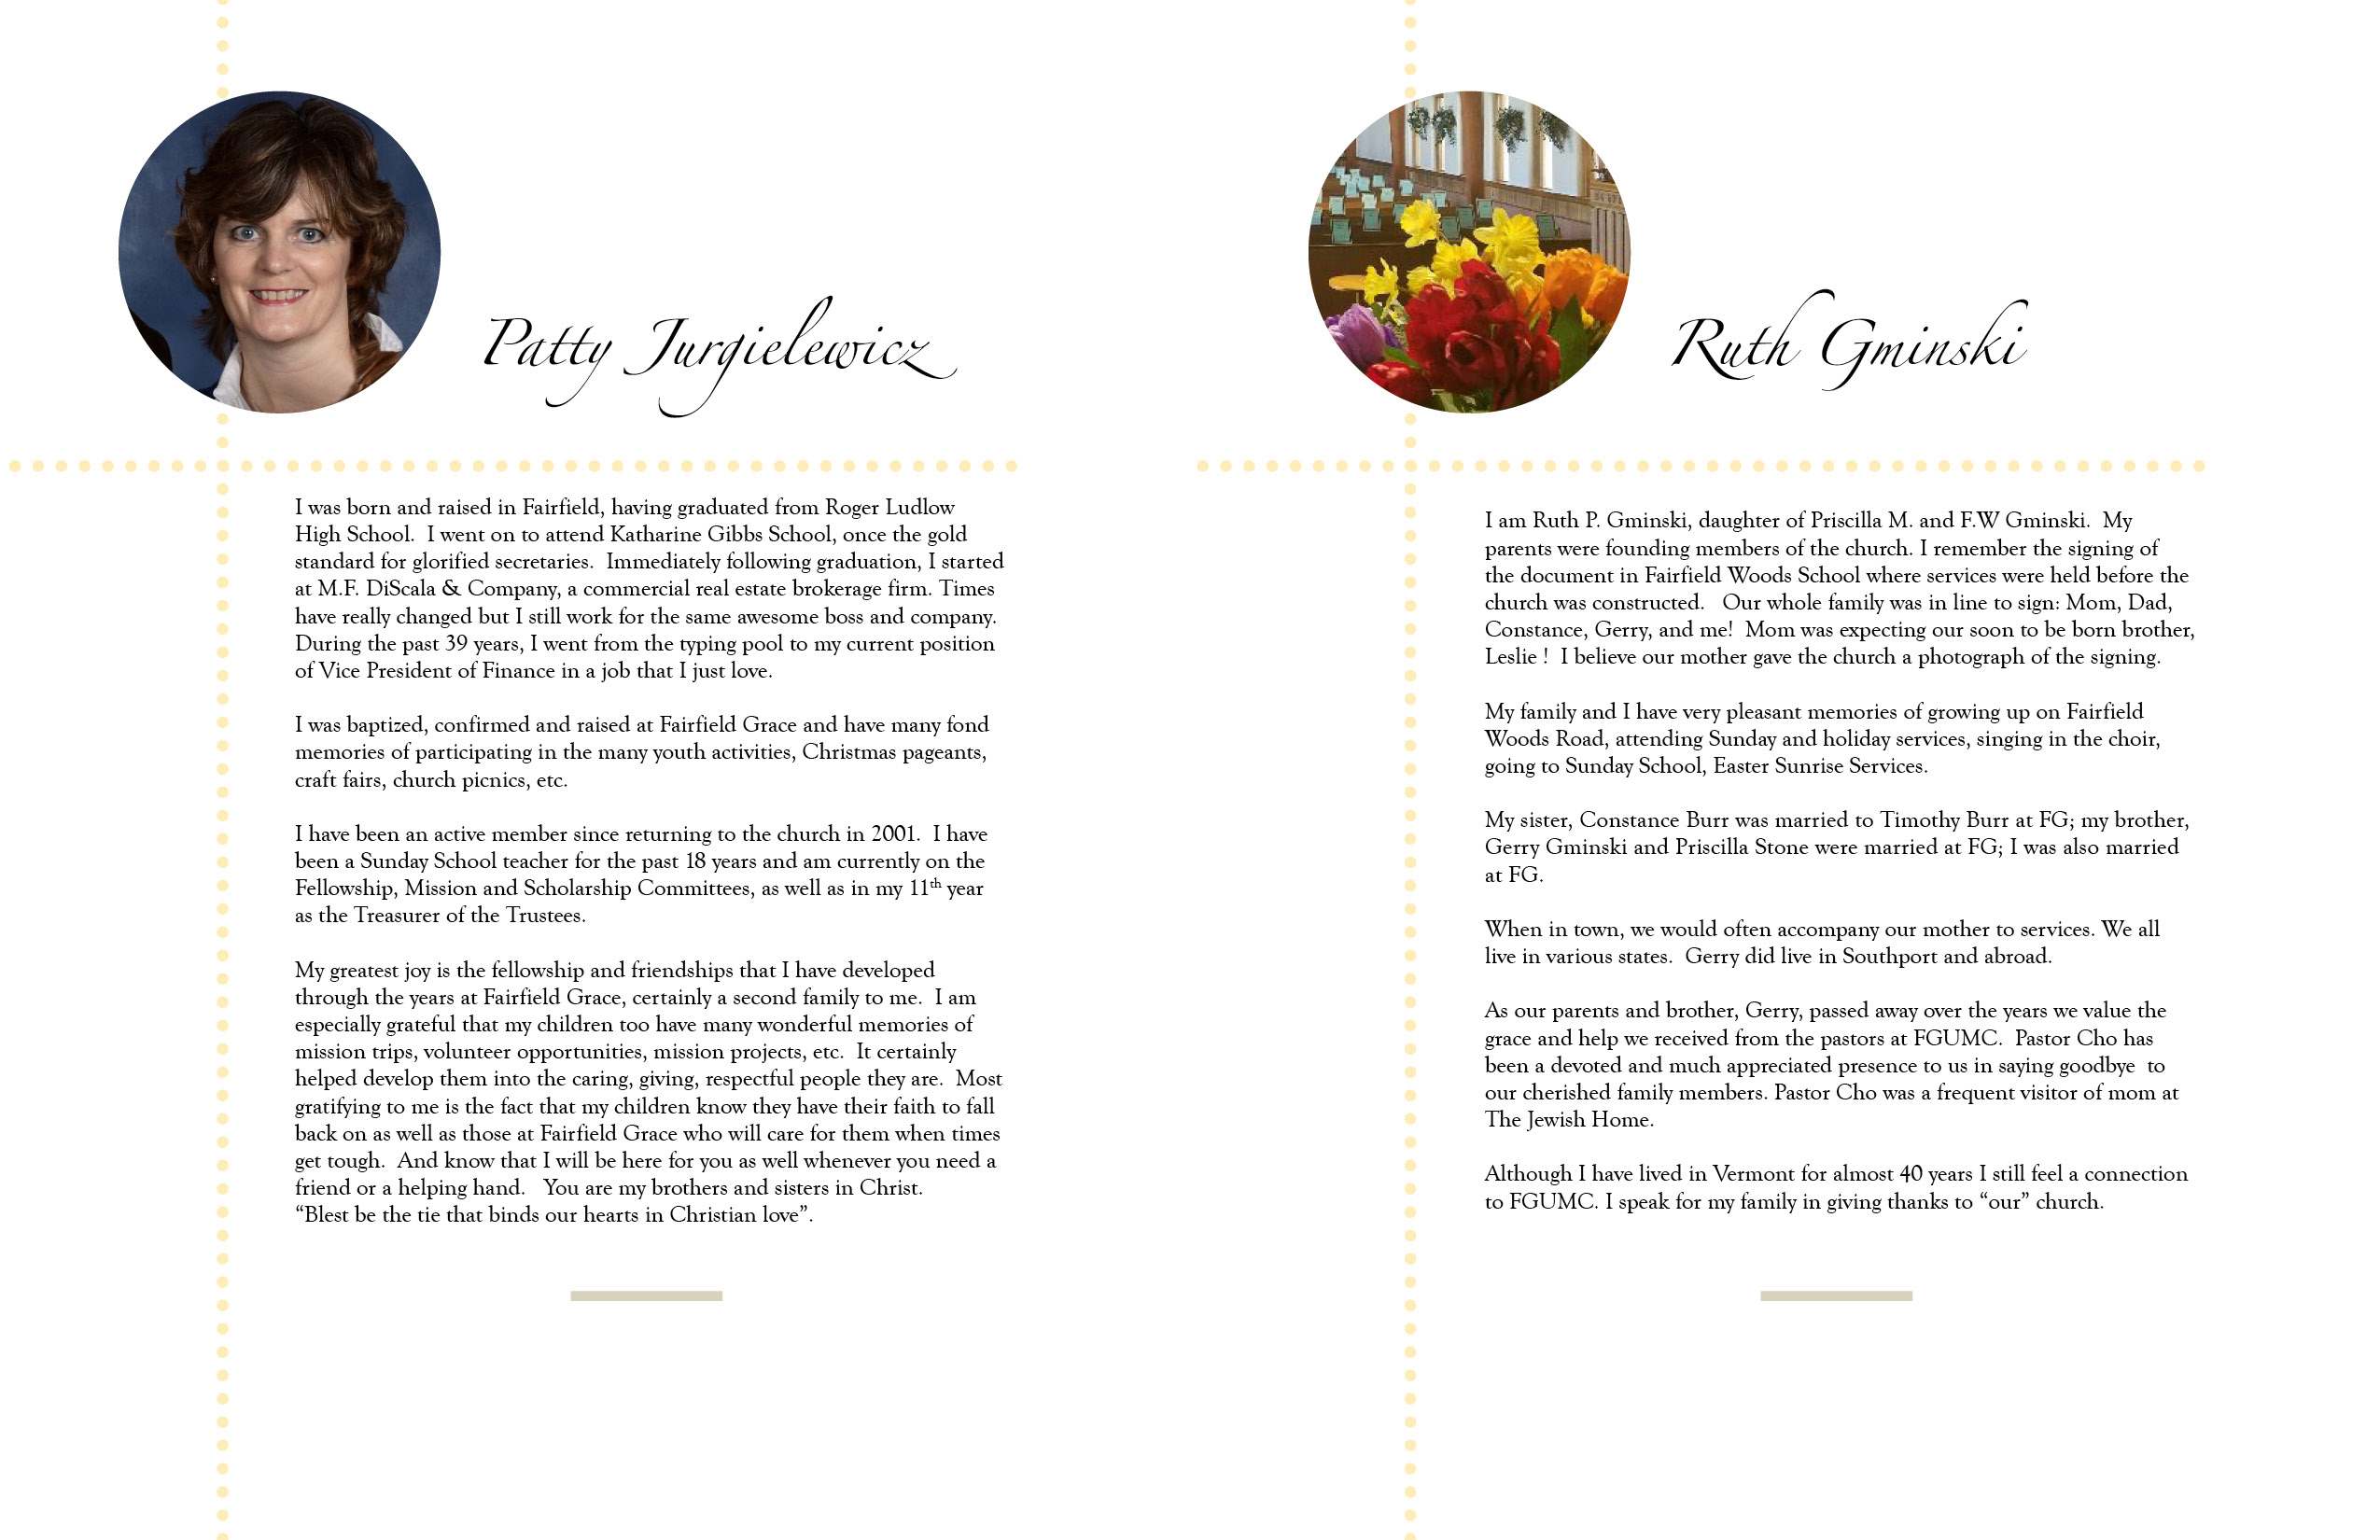 Patty Jurgielewicz
I was born and raised in Fairfield, having graduated from Roger Ludlow
High School.  I went on to attend Katharine Gibbs School, once the gold
standard for glorified secretaries.  Immediately following graduation, I started
at M.F. DiScala & Company, a commercial real estate brokerage firm. Times
have really changed but I still work for the same awesome boss and company.
During the past 39 years, I went from the typing pool to my current position
of Vice President of Finance in a job that I just love.
I was baptized, confirmed and raised at Fairfield Grace and have many fond
memories of participating in the many youth activities, Christmas pageants,
craft fairs, church picnics, etc.
I have been an active member since returning to the church in 2001.  I have
been a Sunday School teacher for the past 18 years and am currently on the
Fellowship, Mission and Scholarship Committees, as well as in my 11th year
as the Treasurer of the Trustees.
My greatest joy is the fellowship and friendships that I have developed
through the years at Fairfield Grace, certainly a second family to me.  I am
especially grateful that my children too have many wonderful memories of
mission trips, volunteer opportunities, mission projects, etc.  It certainly
helped develop them into the caring, giving, respectful people they are.  Most
gratifying to me is the fact that my children know they have their faith to fall
back on as well as those at Fairfield Grace who will care for them when times
get tough.  And know that I will be here for you as well whenever you need a
friend or a helping hand.   You are my brothers and sisters in Christ.
“Blest be the tie that binds our hearts in Christian love”.
Ruth Gminski
I am Ruth P. Gminski, daughter of Priscilla M. and F.W Gminski.  My
parents were founding members of the church. I remember the signing of
the document in Fairfield Woods School where services were held before the
church was constructed.   Our whole family was in line to sign: Mom, Dad,
Constance, Gerry, and me!  Mom was expecting our soon to be born brother,
Leslie !  I believe our mother gave the church a photograph of the signing.
My family and I have very pleasant memories of growing up on Fairfield
Woods Road, attending Sunday and holiday services, singing in the choir,
going to Sunday School, Easter Sunrise Services.
My sister, Constance Burr was married to Timothy Burr at FG; my brother,
Gerry Gminski and Priscilla Stone were married at FG; I was also married
at FG.
When in town, we would often accompany our mother to services. We all
live in various states.  Gerry did live in Southport and abroad.
As our parents and brother, Gerry, passed away over the years we value the
grace and help we received from the pastors at FGUMC.  Pastor Cho has
been a devoted and much appreciated presence to us in saying goodbye  to
our cherished family members. Pastor Cho was a frequent visitor of mom at
The Jewish Home.
Although I have lived in Vermont for almost 40 years I still feel a connection
to FGUMC. I speak for my family in giving thanks to “our” church.